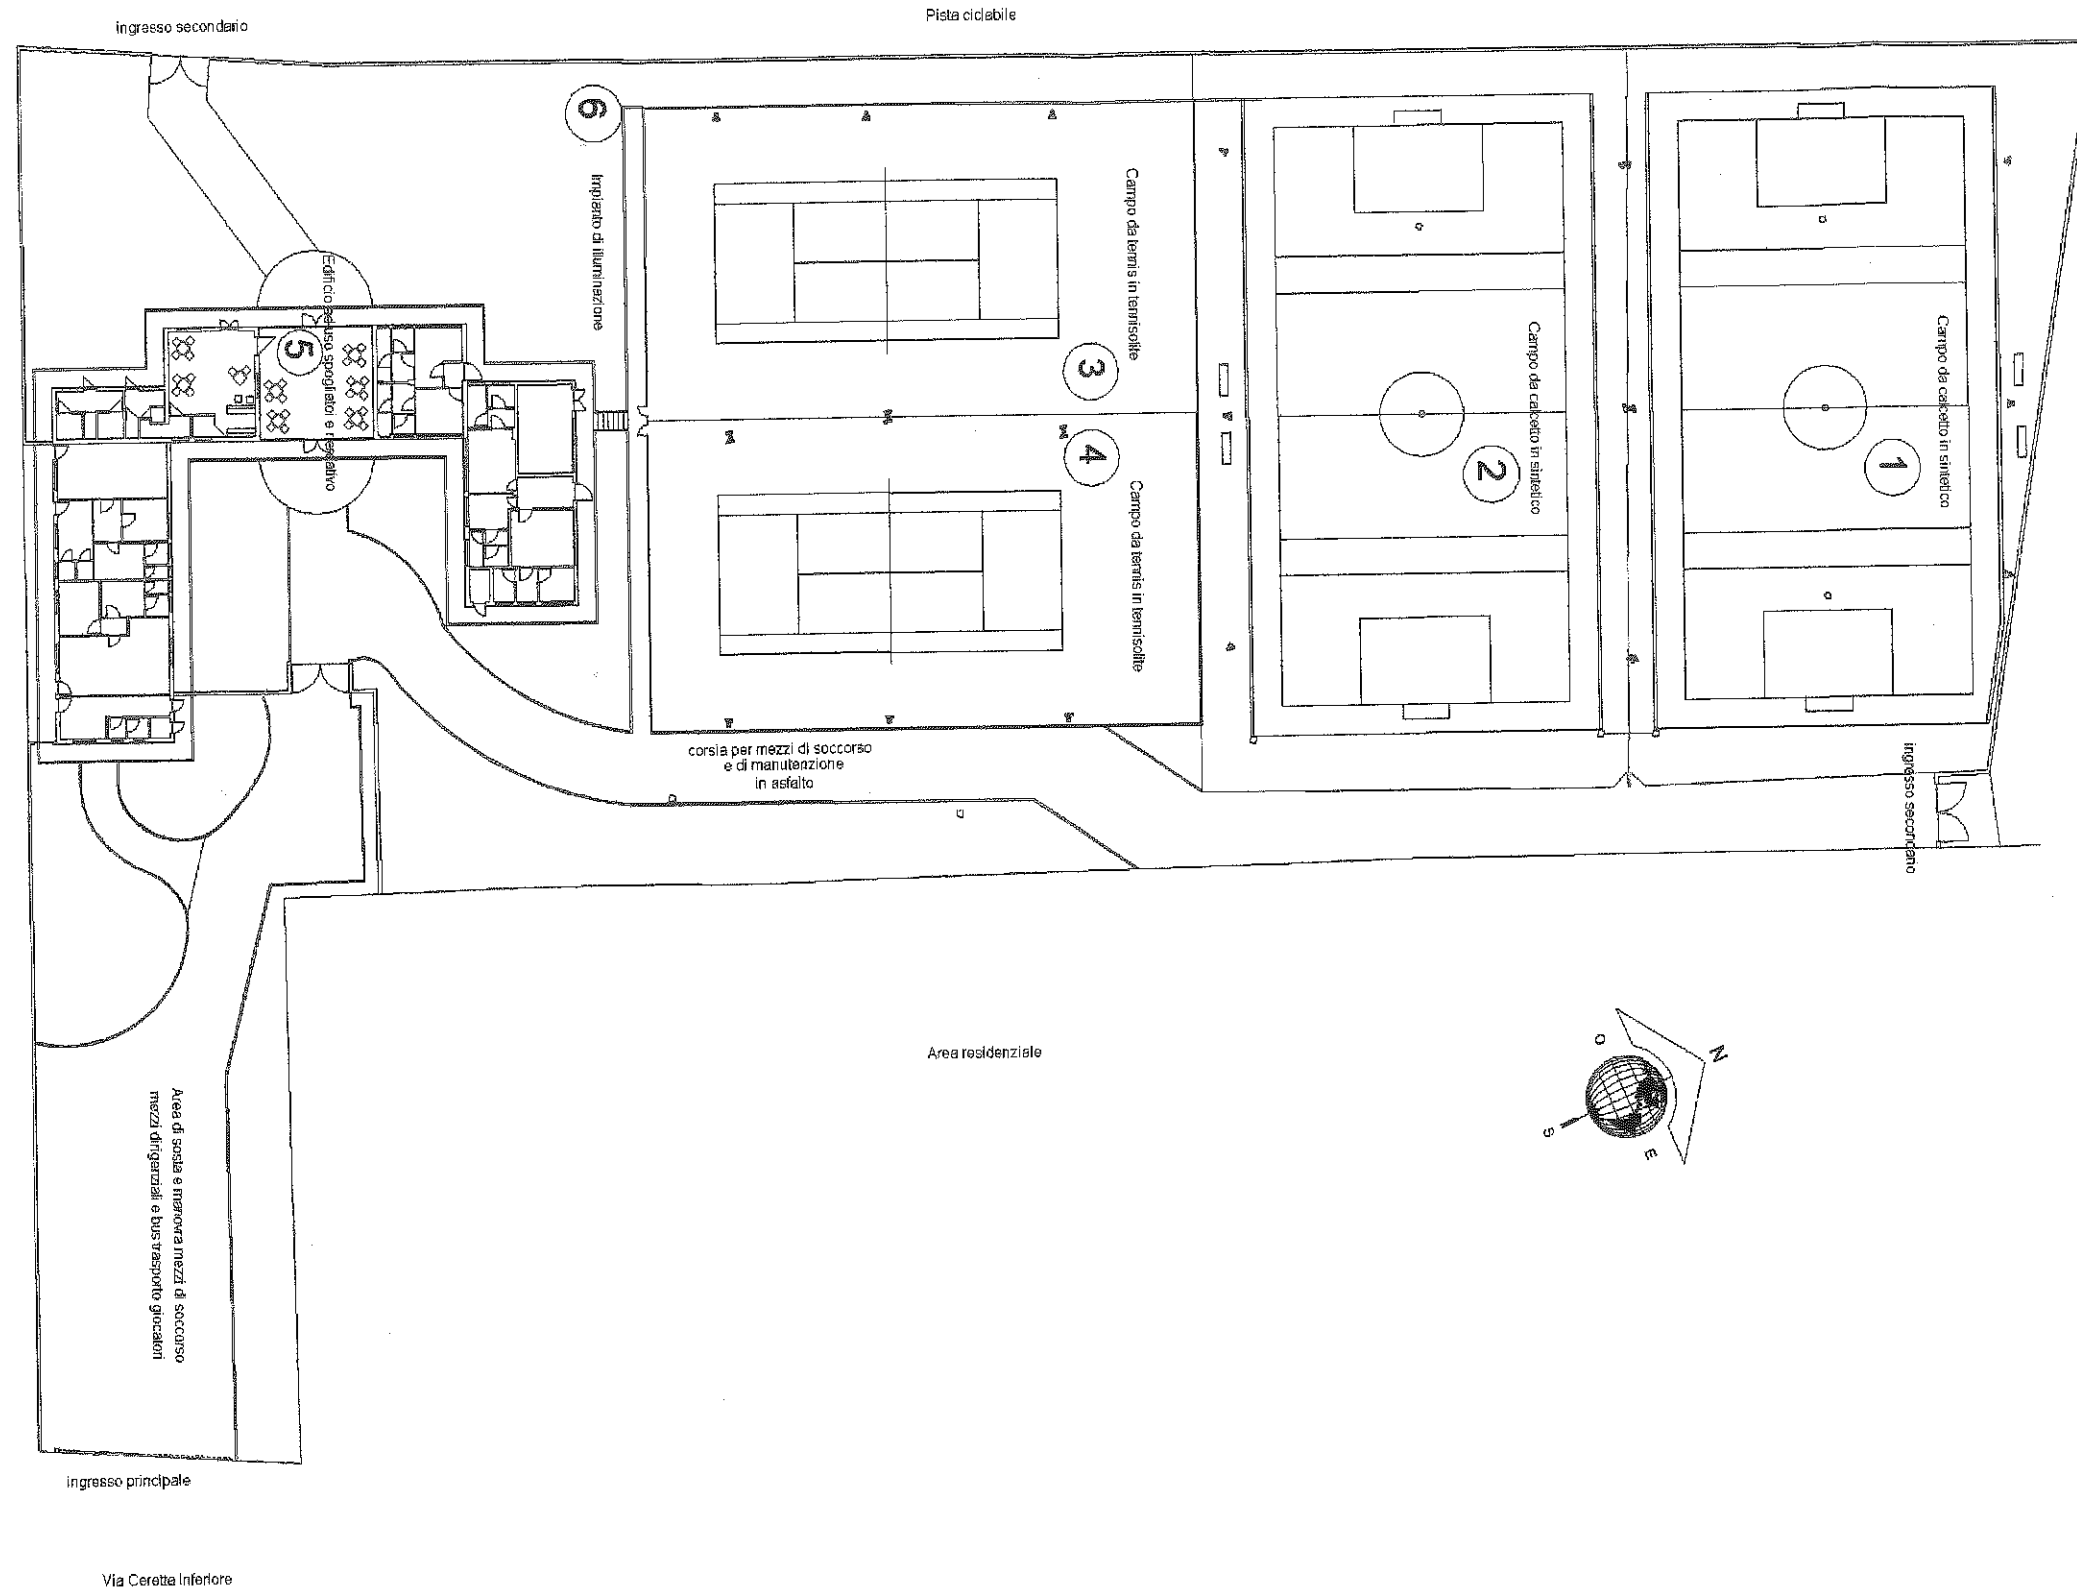 Pista ciclabile
ingresso secondario
6
Impianto di illuminazione
Campo da tennis in tennisolite
3
4
Campo da tennis in tennisolite
Campo da calcetto in sintetico
2
Campo da calcetto in sintetico
1
Edificio ad uso spogliatoi e
5
corsia per mezzi di soccorso
e di manutenzione
in asfalto
ingresso secondario
Area residenziale
N
O
E
S
Area di sosta e manovra mezzi di soccorso
mezzi dirigenziali e bus trasporto giocatori
ingresso principale
Via Ceretta Inferiore